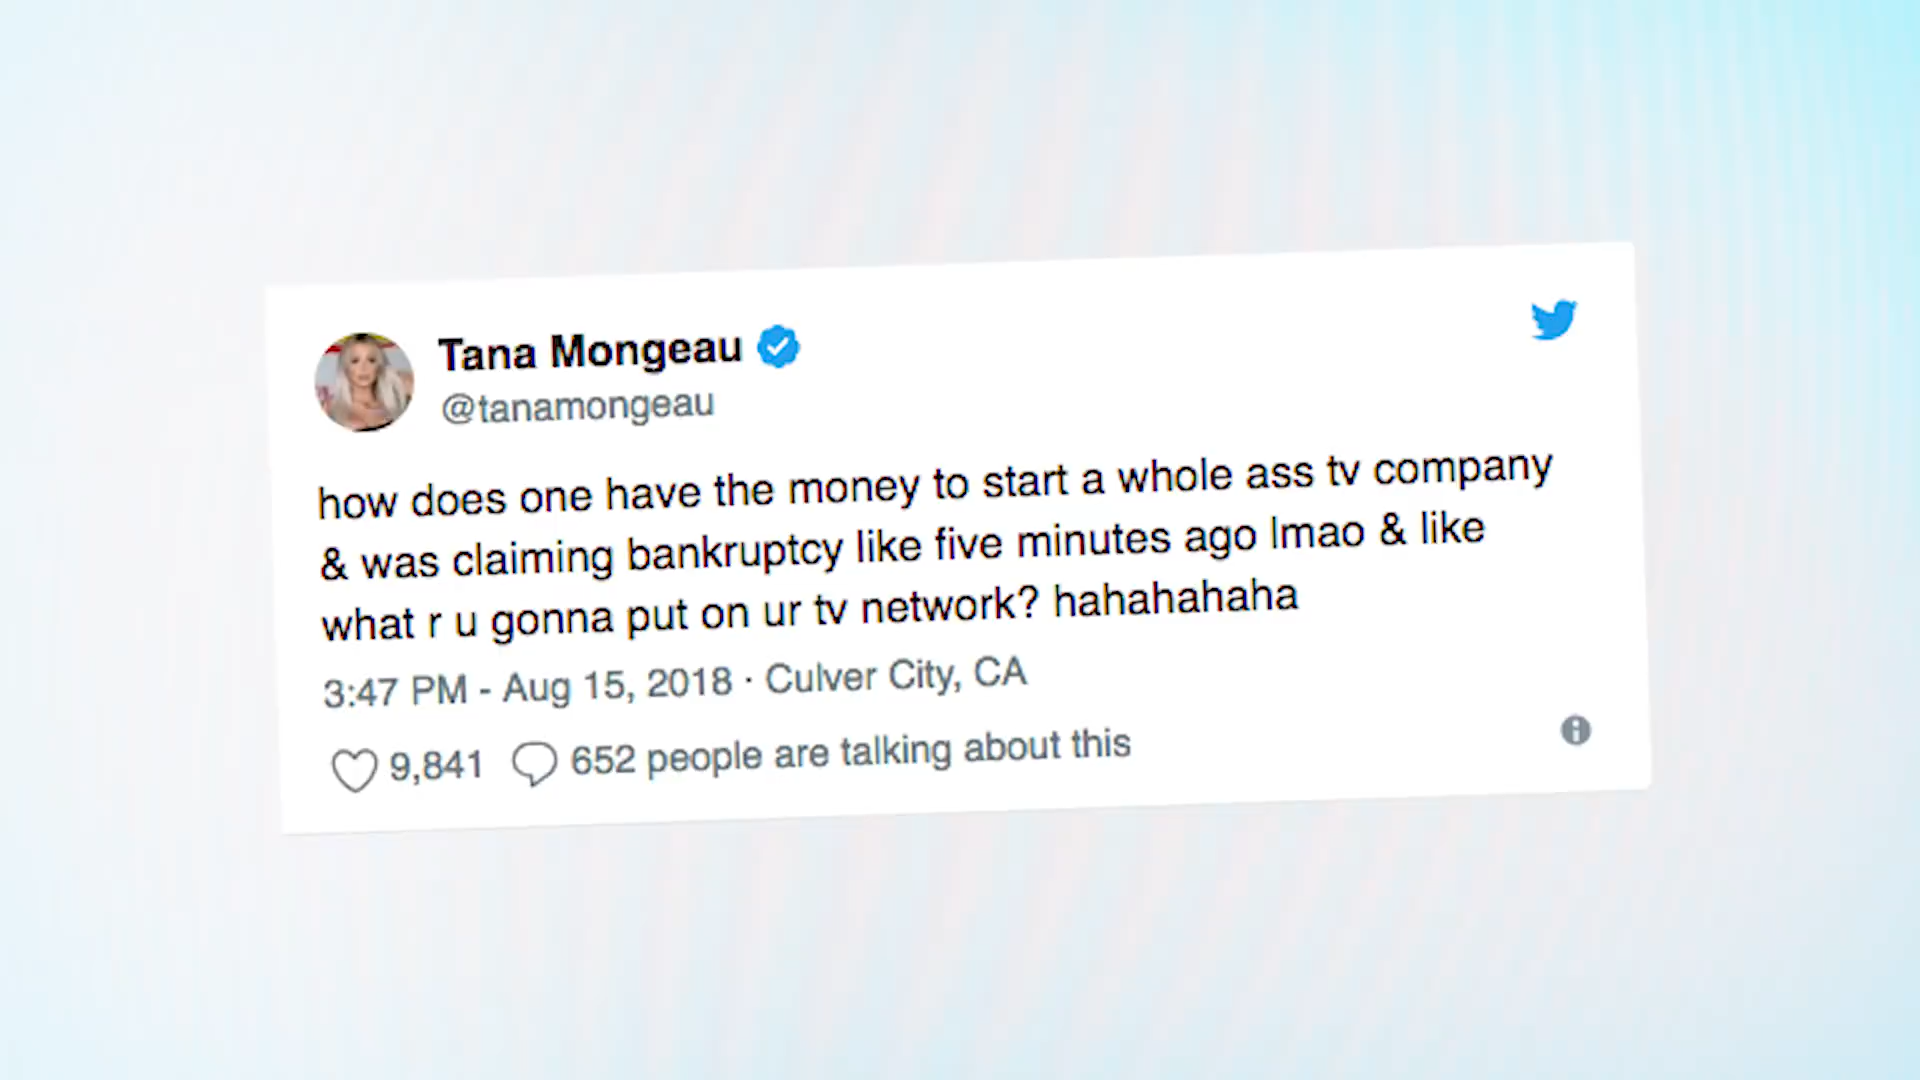 Tana Mongeau
@tanamongeau
how does one have the money to start a whole ass tv company
& was claiming bankruptcy like five minutes ago lmao & like
what r u gonna put on ur tv network? hahahahaha
3:47 PM - Aug 15, 2018 · Culver City, CA
9,841 652 people are talking about this